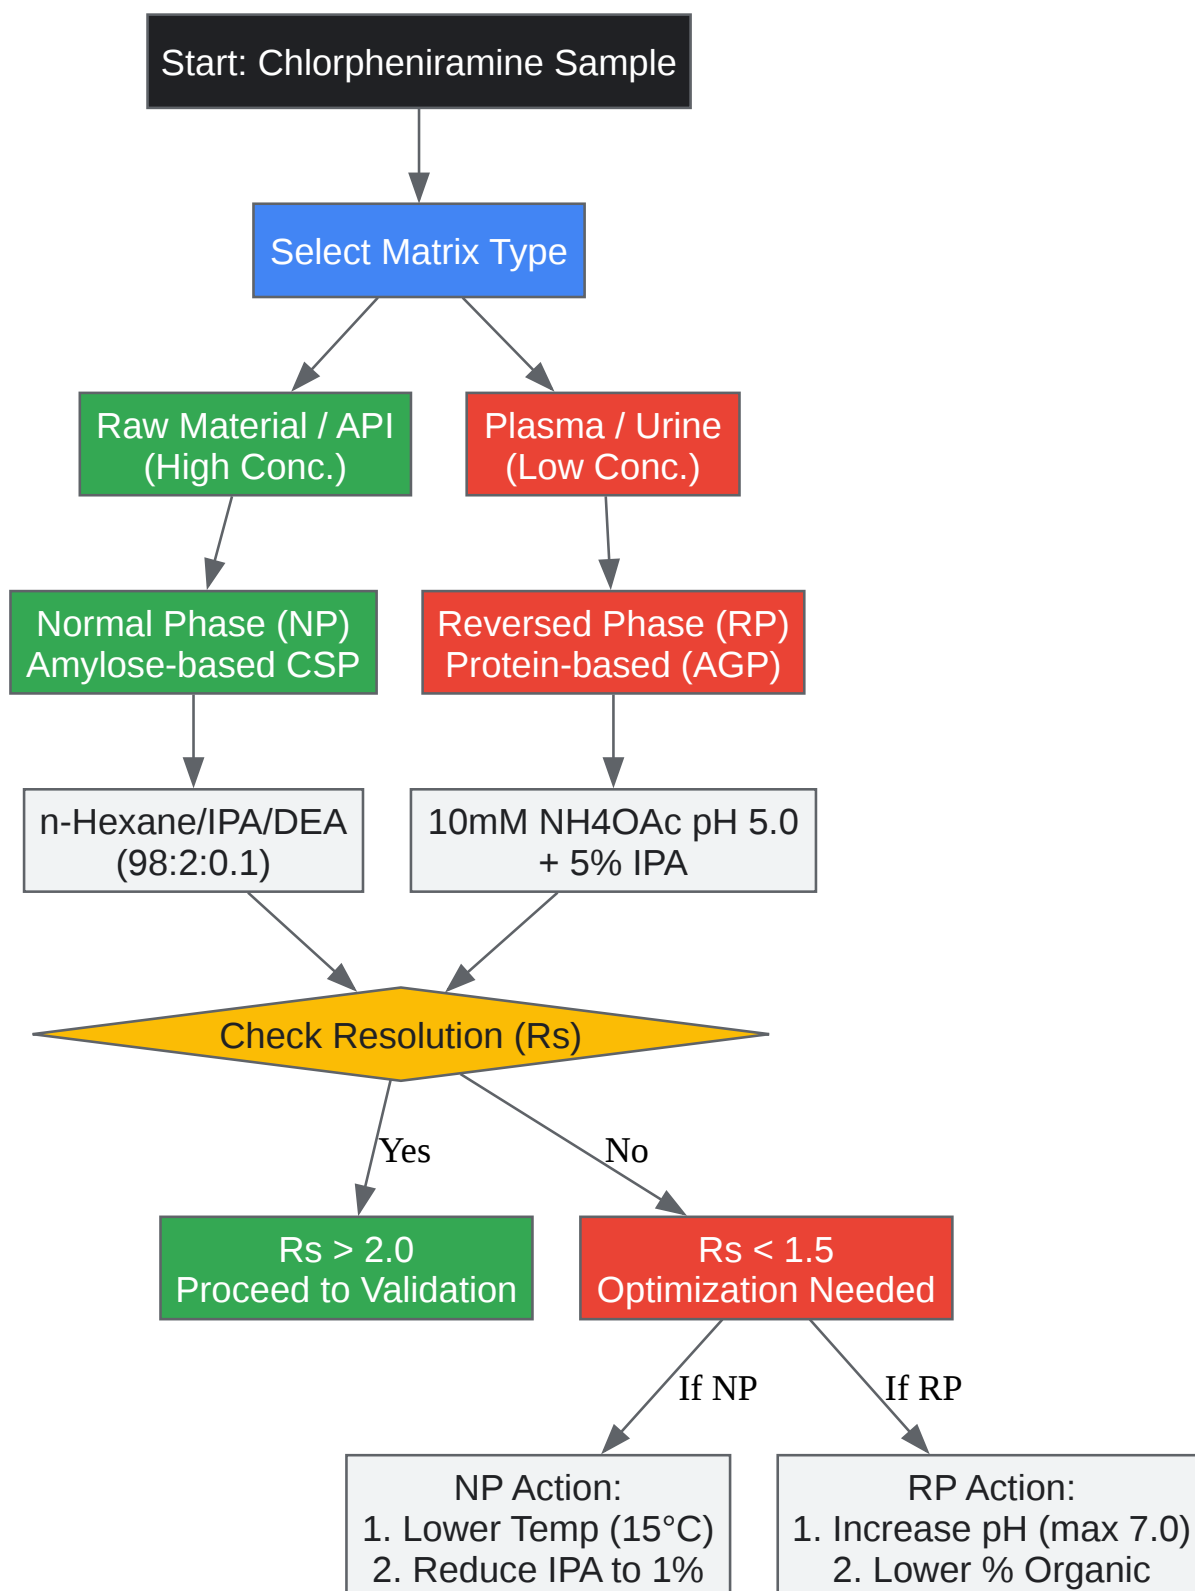 Start: Chlorpheniramine Sample
Select Matrix Type
Raw Material / API
(High Conc.)
Plasma / Urine
(Low Conc.)
Normal Phase (NP)
Amylose-based CSP
Reversed Phase (RP)
Protein-based (AGP)
n-Hexane/IPA/DEA
(98:2:0.1)
10mM NH4OAc pH 5.0
+ 5% IPA
Check Resolution (Rs)
Yes
No
Rs > 2.0
Proceed to Validation
Rs < 1.5
Optimization Needed
If NP
If RP
NP Action:
1. Lower Temp (15°C)
2. Reduce IPA to 1%
RP Action:
1. Increase pH (max 7.0)
2. Lower % Organic